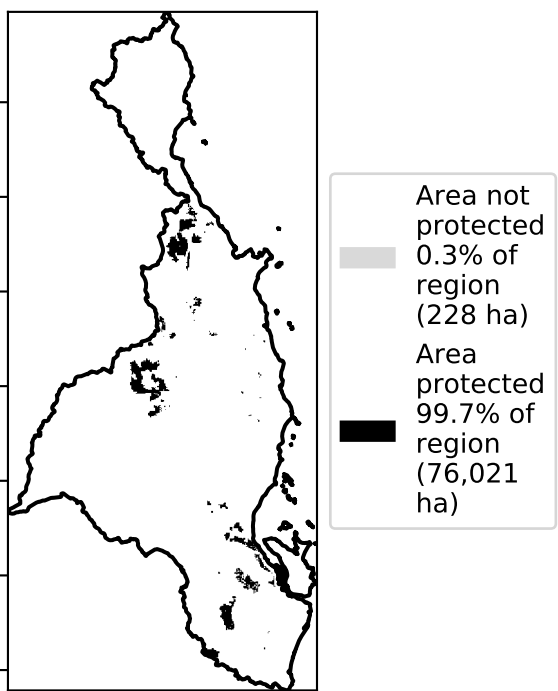 Area not
protected
0.3% of
region
(228 ha)
Area
protected
99.7% of
region
(76,021
ha)